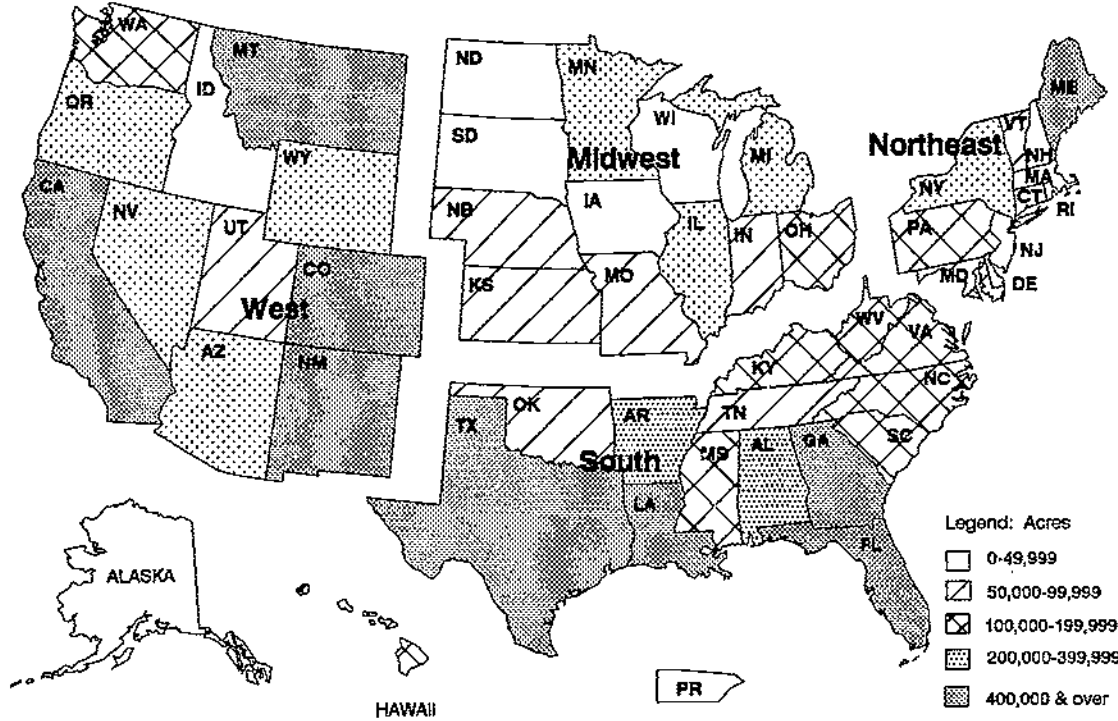 WA
MT
ND
MN
ME
ID
OR
WI
VT
SD
WY
Midwest
MI
Northeast
NH
MA
CA
NV
NY
CT
RI
IA
UT
NB
IL
IN
OH
PA
NJ
CO
KS
MO
MD
DE
West
WV
VA
AZ
NM
KY
NC
OK
TN
TX
AR
SC
South
MS
AL
GA
LA
FL
Legend: Acres
0-49,999
ALASKA
50,000-99,999
100,000-199,999
200,000-399,999
PR
400,000 & over
HAWAII